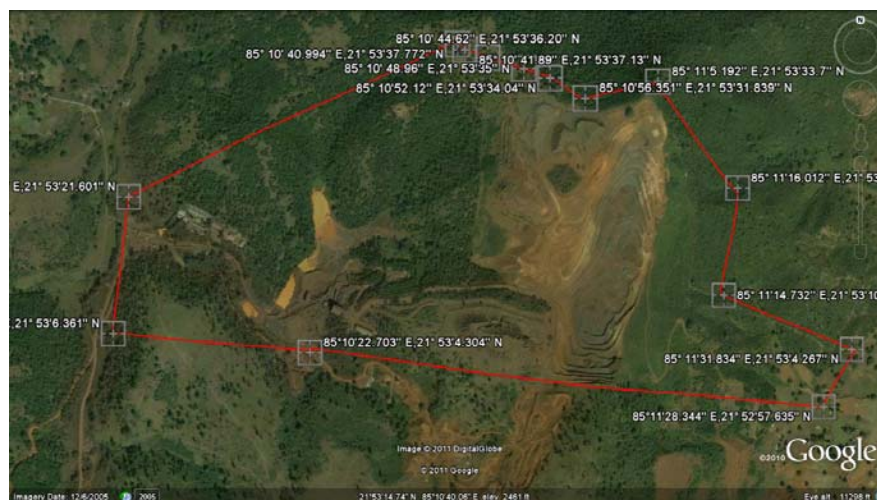 85° 10' 44.62" E,21° 53'36.20" N
85° 10' 40.994" E,21° 53'37.772" N
85° 10'41.89" E,21° 53'37.13" N
85° 10' 48.96" E,21° 53'35" N
85° 11'5.192" E,21° 53'33.7" N
85° 10'52.12" E,21° 53'34.04" N
85° 10'56.351" E,21° 53'31.839" N
E,21° 53'21.601" N
85° 11'16.012" E,21° 53
85° 11'14.732" E,21° 53'10
21° 53'6.361" N
85°10'22.703" E,21° 53'4.304" N
85° 11'31.834" E,21° 53'4.267" N
85°11'28.344" E,21° 52'57.635" N
Image © 2011 DigitalGlobe
© 2011 Google
©2010 Google
Imagery Date: 12/6/2005 2005 21°53'14.74" N 85°10'40.06" E elev 2461 ft Eye alt 11298 ft
N